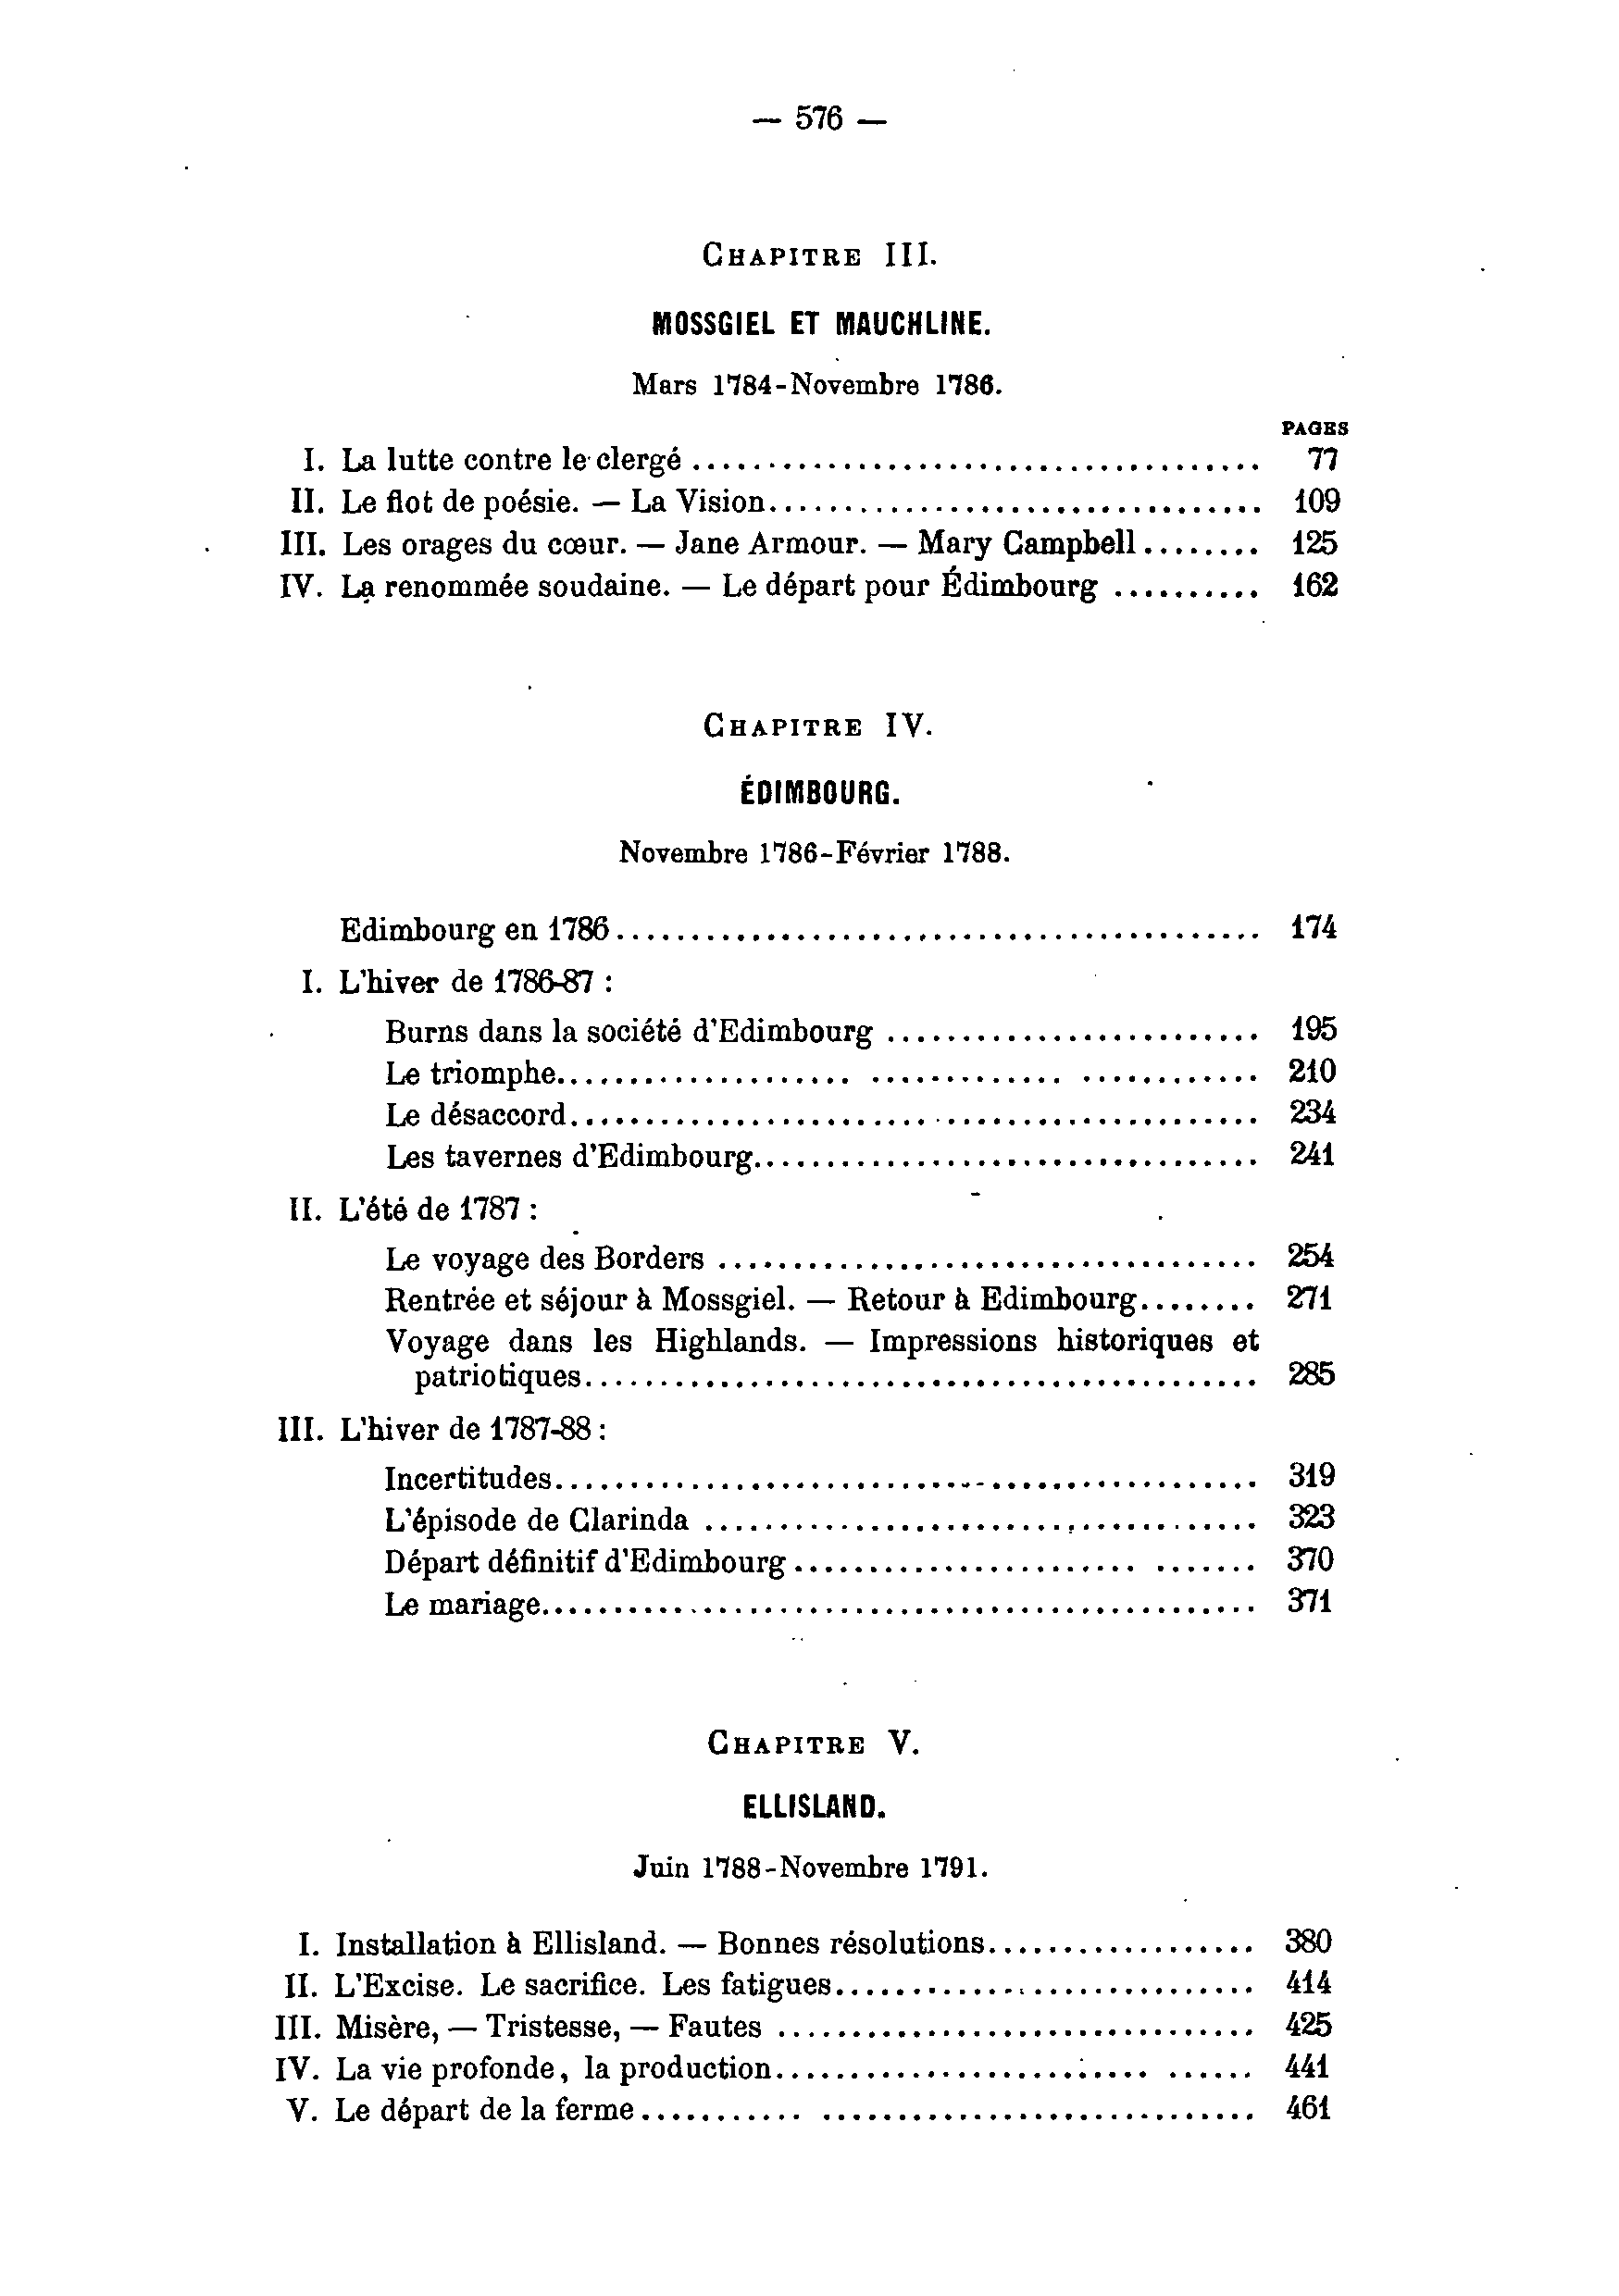 — 576 —
CHAPITRE III.
MOSSGIEL ET MAUCHLINE.
Mars 1784-Novembre 1786.
PAGES
I. La lutte contre le clergé ..................................... 77
II. Le flot de poésie. — La Vision................................. 109
III. Les orages du cœur. — Jane Armour. — Mary Campbell ........ 125
IV. La renommée soudaine. — Le départ pour Édimbourg .......... 162
CHAPITRE IV.
ÉDIMBOURG.
Novembre 1786-Février 1788.
Edimbourg en 1786........................................... 174
I. L'hiver de 1786-87 :
Burns dans la société d'Edimbourg ......................... 195
Le triomphe.................... ............. ............ 210
Le désaccord.............................................. 234
Les tavernes d'Edimbourg.................................. 241
II. L'été de 1787 :
Le voyage des Borders .................................... 254
Rentrée et séjour à Mossgiel. — Retour à Edimbourg........ 271
Voyage dans les Highlands. — Impressions historiques et
patriotiques............................................. 285
III. L'hiver de 1787-88 :
Incertitudes............................................... 319
L'épisode de Clarinda ..................................... 323
Départ définitif d'Edimbourg ....................... ....... 370
Le mariage................................................ 371
CHAPITRE V.
ELLISLAND.
Juin 1788-Novembre 1791.
I. Installation à Ellisland. — Bonnes résolutions.................. 380
II. L'Excise. Le sacrifice. Les fatigues............................ 414
III. Misère, — Tristesse, — Fautes ................................ 425
IV. La vie profonde, la production......................... ...... 441
V. Le départ de la ferme........... ............................. 461